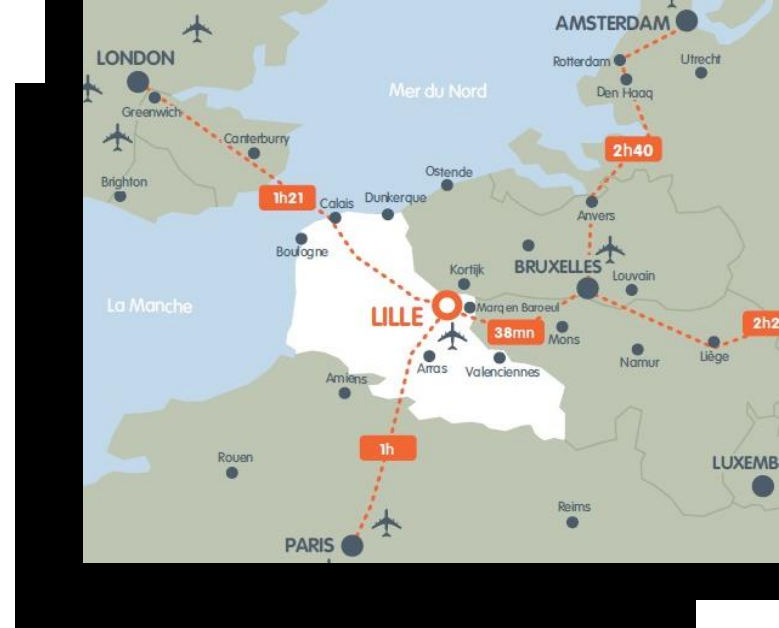 AMSTERDAM
LONDON
Rotterdam
Utrecht
Mer du Nord
Den Haaq
Greenwich
Canterburry
2h40
Ostende
Brighton
1h21
Calais
Dunkerque
Anvers
Boulogne
Kortijk
BRUXELLES
Louvain
La Manche
LILLE
Marq en Baroeul
38mn
2h2
Mons
Liège
Namur
Arras
Valenciennes
Amiens
1h
Rouen
LUXEMB
Reims
PARIS